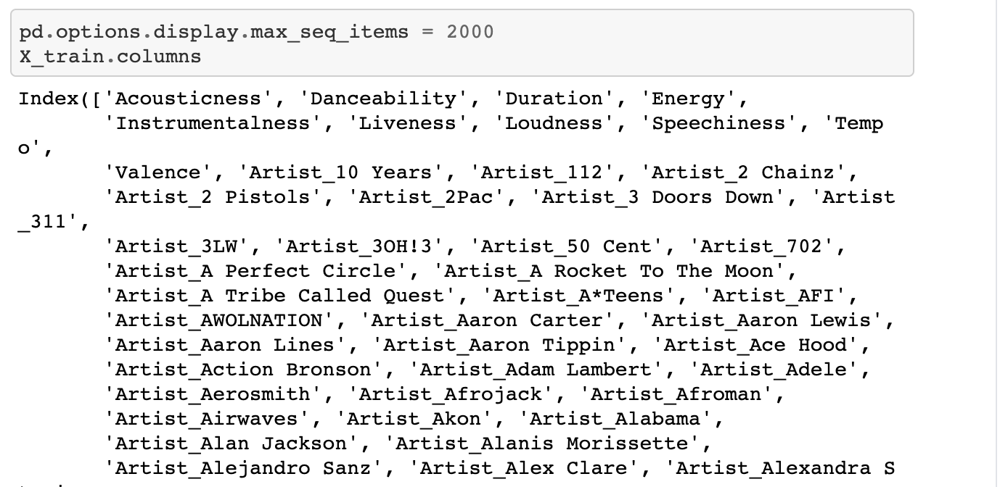 pd.options.display.max_seq_items = 2000
X_train.columns
Index(['Acousticness', 'Danceability', 'Duration', 'Energy',
'Instrumentalness', 'Liveness', 'Loudness', 'Speechiness', 'Temp
o',
'Valence', 'Artist_10 Years', 'Artist_112', 'Artist_2 Chainz',
'Artist_2 Pistols', 'Artist_2Pac', 'Artist_3 Doors Down', 'Artist
_311',
'Artist_3LW', 'Artist_3OH!3', 'Artist_50 Cent', 'Artist_702',
'Artist_A Perfect Circle', 'Artist_A Rocket To The Moon',
'Artist_A Tribe Called Quest', 'Artist_A*Teens', 'Artist_AFI',
'Artist_AWOLNATION', 'Artist_Aaron Carter', 'Artist_Aaron Lewis',
'Artist_Aaron Lines', 'Artist_Aaron Tippin', 'Artist_Ace Hood',
'Artist_Action Bronson', 'Artist_Adam Lambert', 'Artist_Adele',
'Artist_Aerosmith', 'Artist_Afrojack', 'Artist_Afroman',
'Artist_Airwaves', 'Artist_Akon', 'Artist_Alabama',
'Artist_Alan Jackson', 'Artist_Alanis Morissette',
'Artist_Alejandro Sanz', 'Artist_Alex Clare', 'Artist_Alexandra S